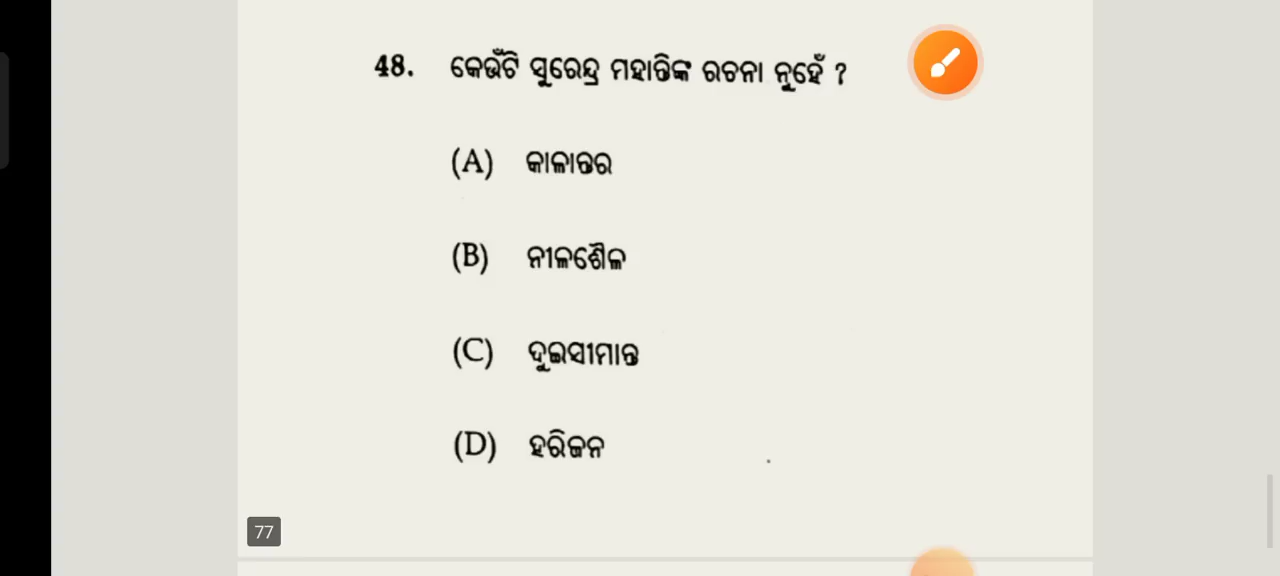 48. କେଉଁଟି ସୁରେନ୍ଦ୍ର ମହାନ୍ତିଙ୍କ ରଚନା ନୁହେଁ ?
(A) କାଳାନ୍ତର
(B) ନୀଳଶୈଳ
(C) ଦୁଇସୀମାନ୍ତ
(D) ହରିଜନ
77